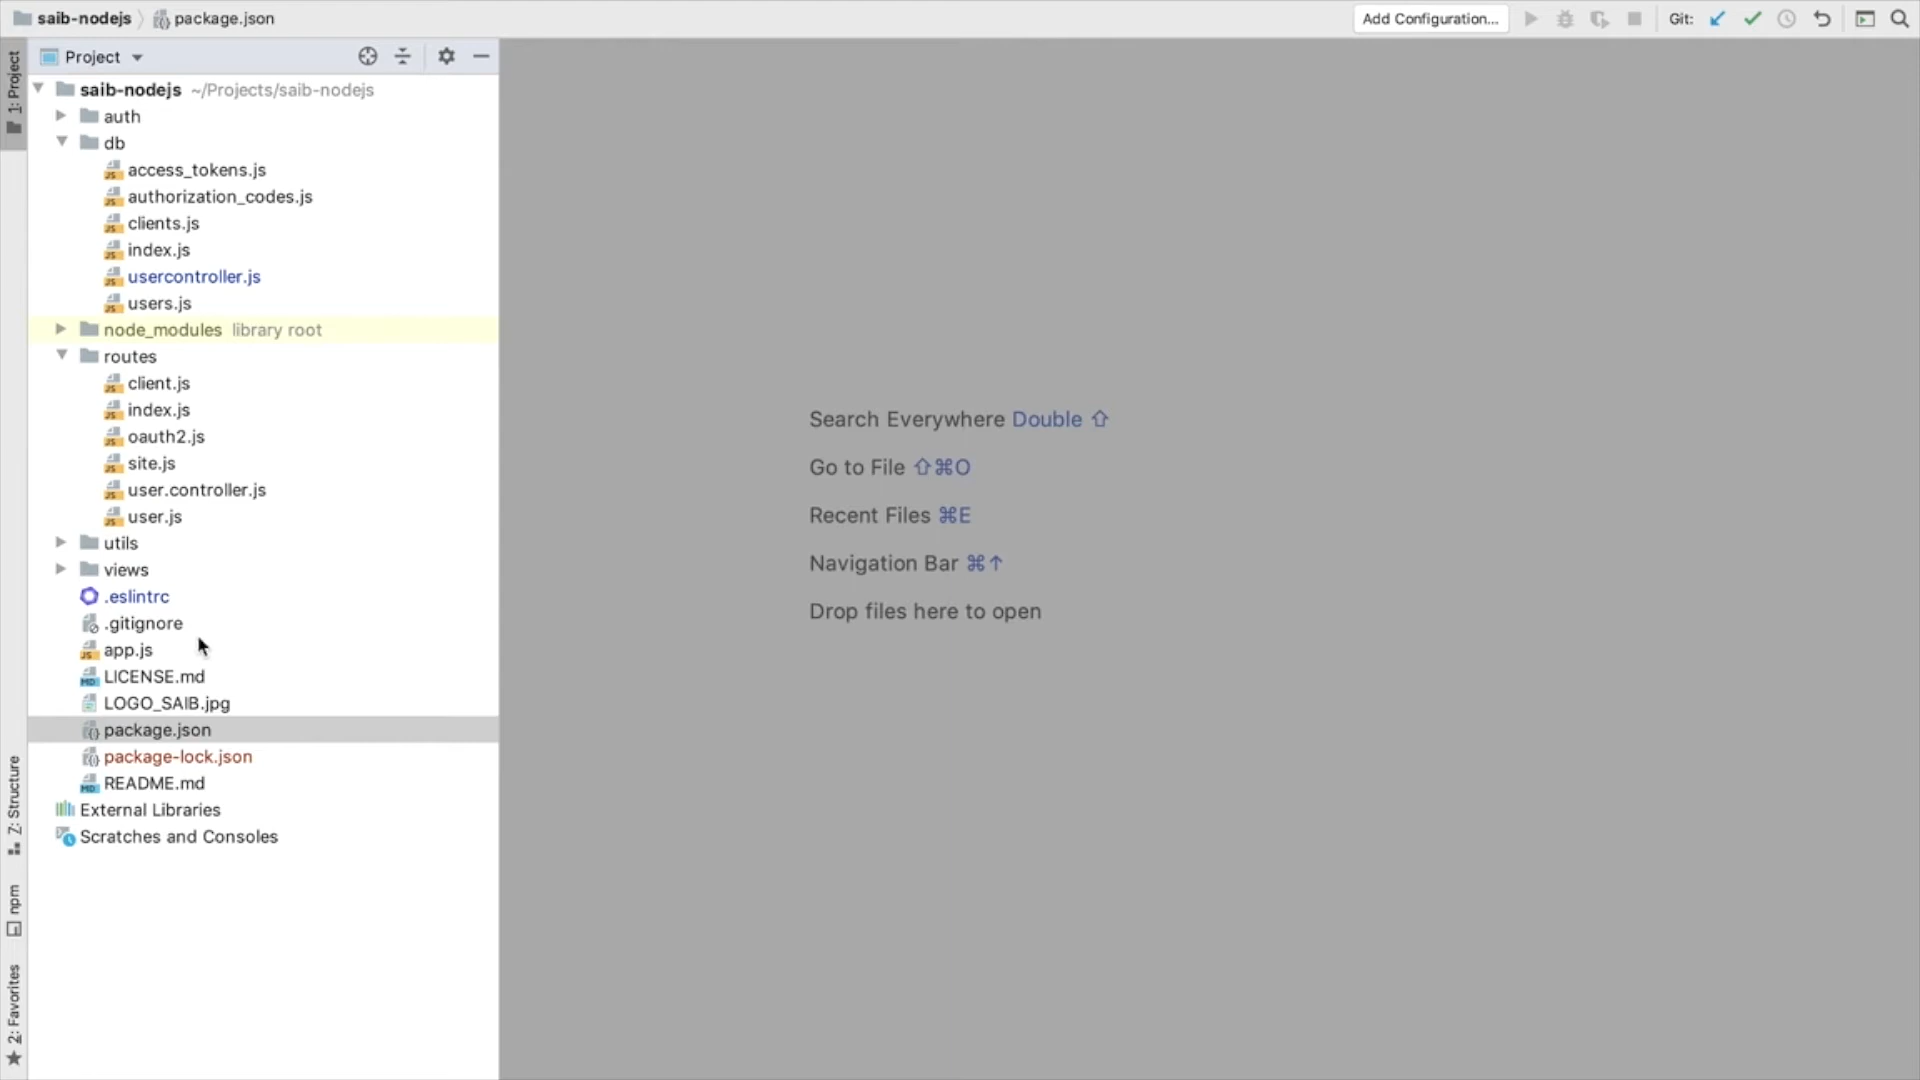 saib-nodejs
package.json
Add Configuration...
Git:
1: Project
Project
saib-nodejs ~/Projects/saib-nodejs
auth
db
access_tokens.js
authorization_codes.js
clients.js
index.js
usercontroller.js
users.js
node_modules library root
routes
client.js
index.js
oauth2.js
site.js
user.controller.js
user.js
utils
views
.eslintrc
.gitignore
app.js
LICENSE.md
LOGO_SAIB.jpg
package.json
package-lock.json
README.md
External Libraries
Scratches and Consoles
Z: Structure
npm
2: Favorites
Search Everywhere Double ⇧
Go to File ⇧⌘O
Recent Files ⌘E
Navigation Bar ⌘↑
Drop files here to open